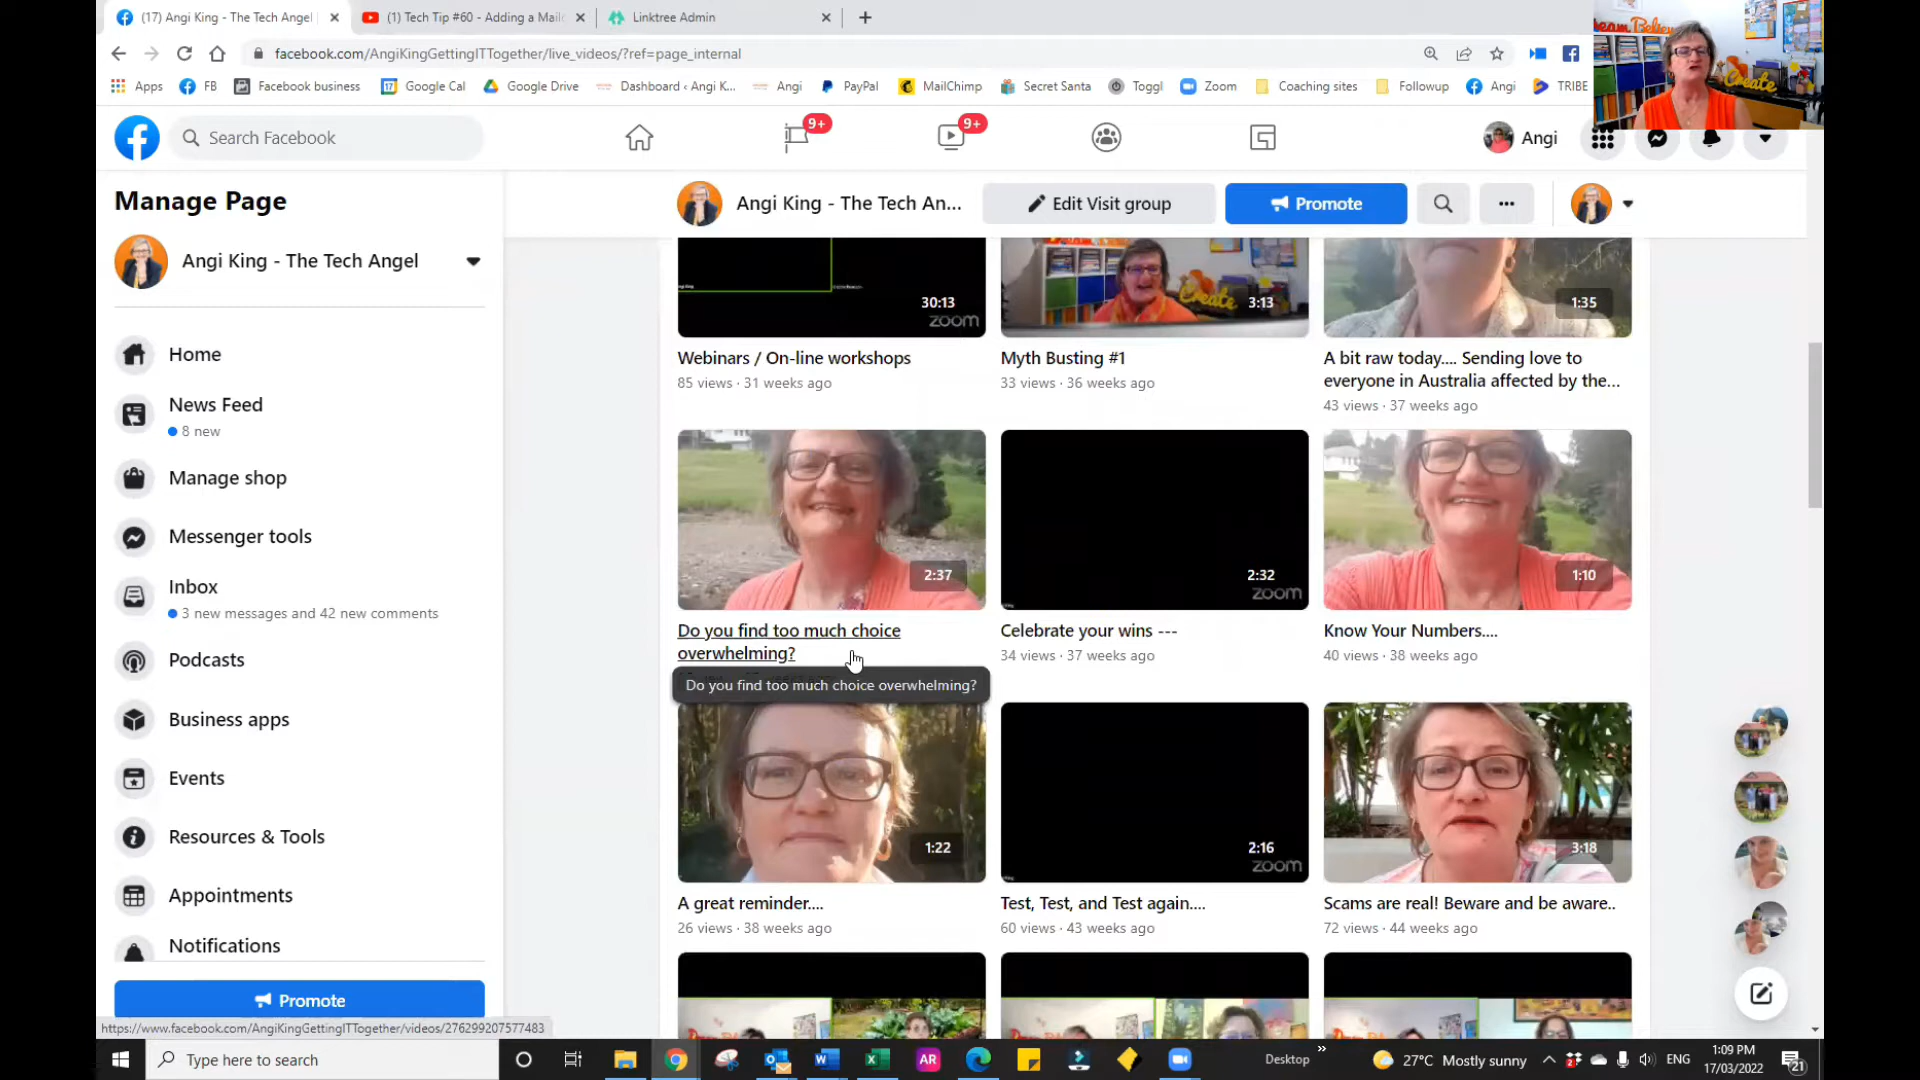 (17) Angi King - The Tech Angel
(1) Tech Tip #60 - Adding a Mailc
Linktree Admin
facebook.com/AngiKingGettingITTogether/live_videos/?ref=page_internal
Apps
FB
Facebook business
Google Cal
Google Drive
Dashboard ‹ Angi K...
Angi
PayPal
MailChimp
Secret Santa
Toggl
Zoom
Coaching sites
Followup
Angi
TRIBE
Create
Search Facebook
9+
9+
Angi
Manage Page
Angi King - The Tech An...
Edit Visit group
Promote
Angi King - The Tech Angel
Home
News Feed
8 new
Manage shop
Messenger tools
Inbox
3 new messages and 42 new comments
Podcasts
Business apps
Events
Resources & Tools
Appointments
Notifications
Promote
30:13
zoom
Create
3:13
1:35
Webinars / On-line workshops
85 views · 31 weeks ago
Myth Busting #1
33 views · 36 weeks ago
A bit raw today.... Sending love to
everyone in Australia affected by the...
43 views · 37 weeks ago
2:37
2:32
zoom
1:10
Do you find too much choice
overwhelming?
Celebrate your wins ---
34 views · 37 weeks ago
Know Your Numbers....
40 views · 38 weeks ago
Do you find too much choice overwhelming?
1:22
2:16
zoom
3:18
A great reminder....
26 views · 38 weeks ago
Test, Test, and Test again....
60 views · 43 weeks ago
Scams are real! Beware and be aware..
72 views · 44 weeks ago
https://www.facebook.com/AngiKingGettingITTogether/videos/276299207577483
Type here to search
AR
Desktop
27°C Mostly sunny
ENG
1:09 PM
17/03/2022
21